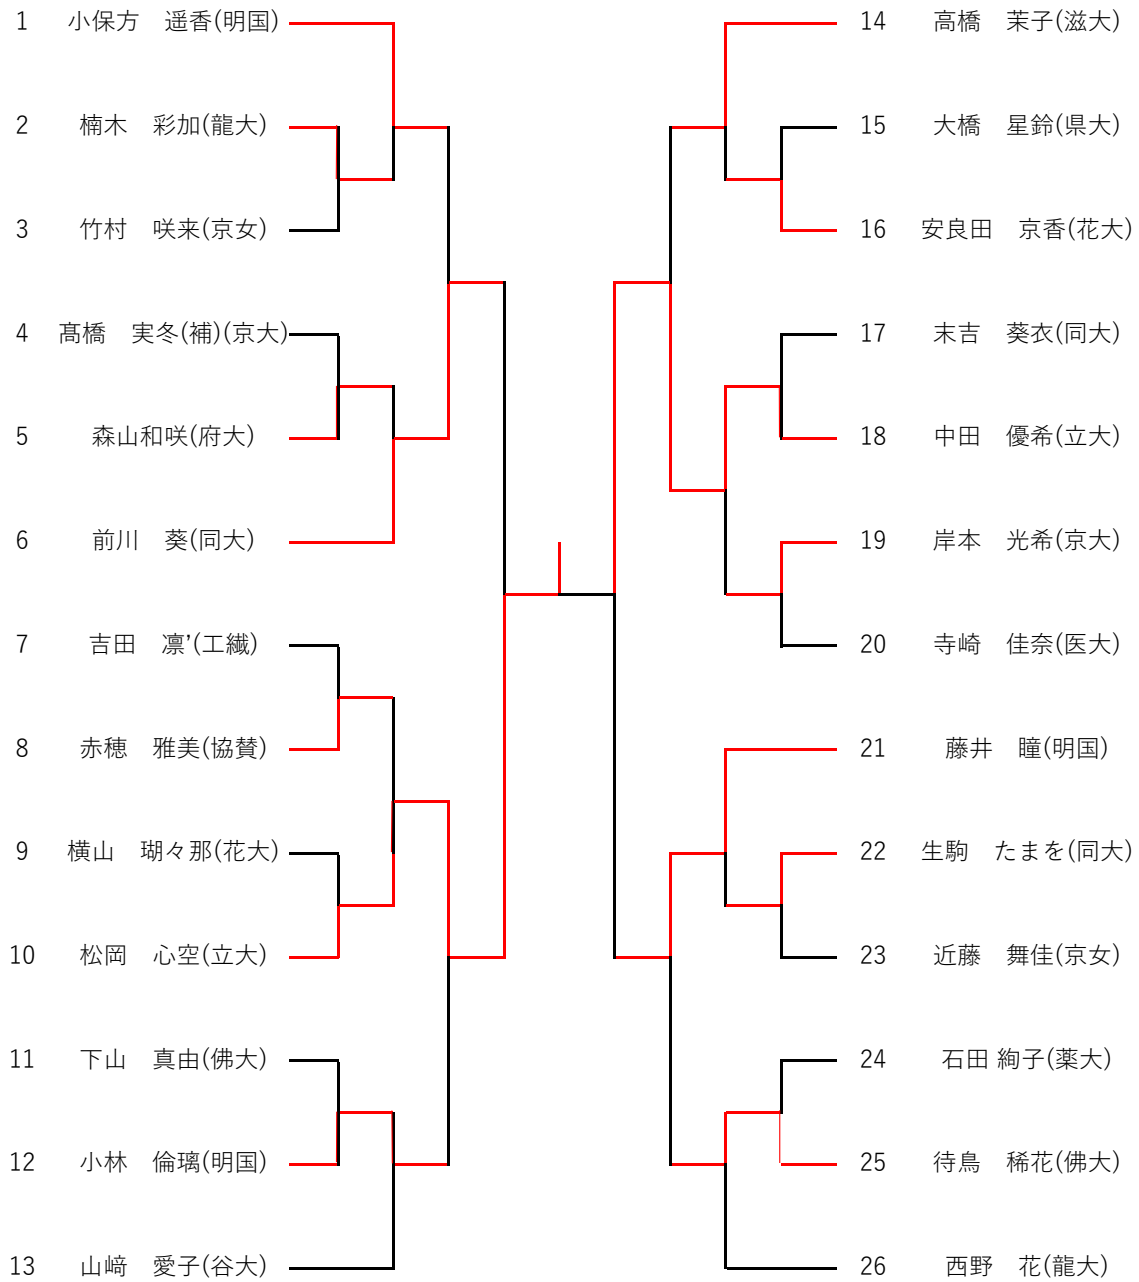 1 小保方　遥香(明国)
2 楠木　彩加(龍大)
3 竹村　咲来(京女)
4 髙橋　実冬(補)(京大)
5 森山和咲(府大)
6 前川　葵(同大)
7 吉田　凛’(工繊)
8 赤穂　雅美(協賛)
9 横山　瑚々那(花大)
10 松岡　心空(立大)
11 下山　真由(佛大)
12 小林　倫璃(明国)
13 山﨑　愛子(谷大)
14 高橋　茉子(滋大)
15 大橋　星鈴(県大)
16 安良田　京香(花大)
17 末吉　葵衣(同大)
18 中田　優希(立大)
19 岸本　光希(京大)
20 寺崎　佳奈(医大)
21 藤井　瞳(明国)
22 生駒　たまを(同大)
23 近藤　舞佳(京女)
24 石田 絢子(薬大)
25 待鳥　稀花(佛大)
26 西野　花(龍大)